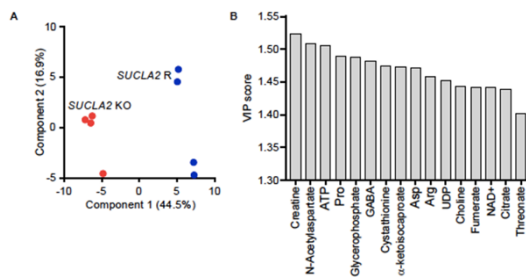 A
10
5
0
-5
-10
-5
0
5
10
Component 2 (16.9%)
Component 1 (44.5%)
SUCLA2 R
SUCLA2 KO
B
1.55
1.50
1.45
1.40
1.35
1.30
VIP score
Creatine
N-Acetylaspartate
ATP
Pro
Glycerophosphate
GABA
Cystathionine
α-ketoisocaproate
Asp
Arg
UDP
Choline
Fumerate
NAD+
Citrate
Threonate